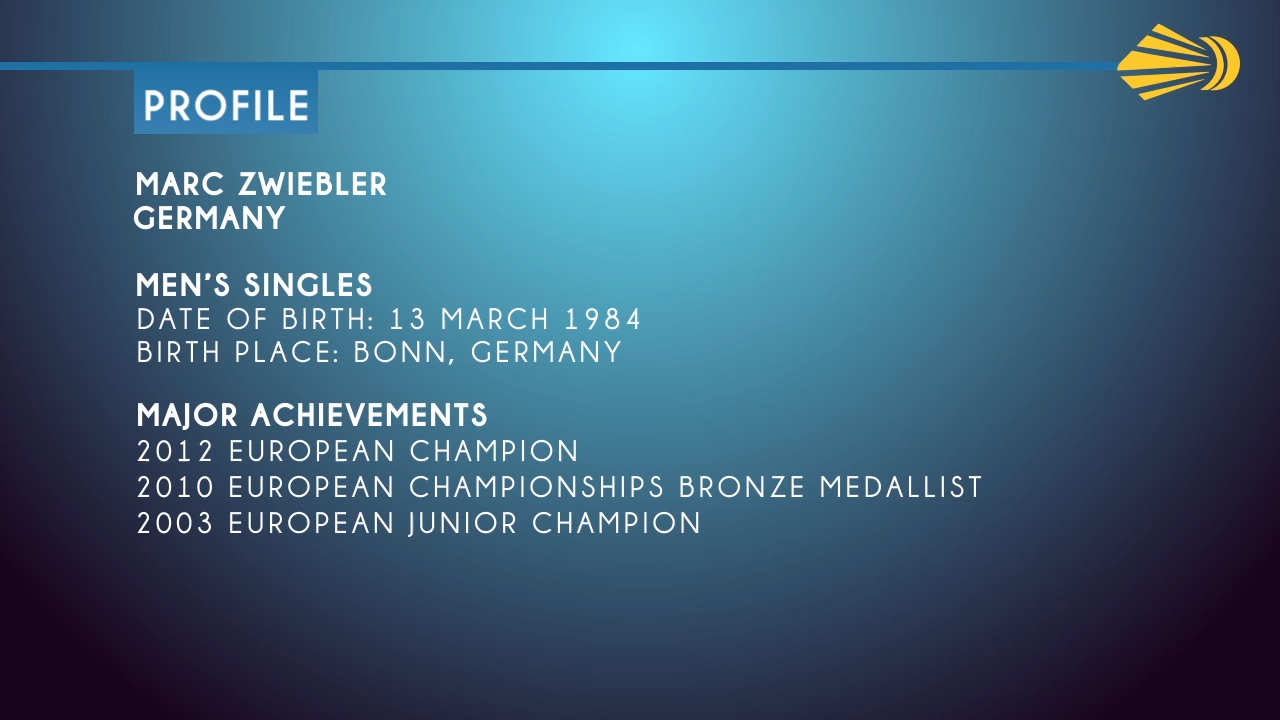 PROFILE
MARC ZWIEBLER
GERMANY
MEN'S SINGLES
DATE OF BIRTH: 13 MARCH 1984
BIRTH PLACE: BONN, GERMANY
MAJOR ACHIEVEMENTS
2012 EUROPEAN CHAMPION
2010 EUROPEAN CHAMPIONSHIPS BRONZE MEDALLIST
2003 EUROPEAN JUNIOR CHAMPION